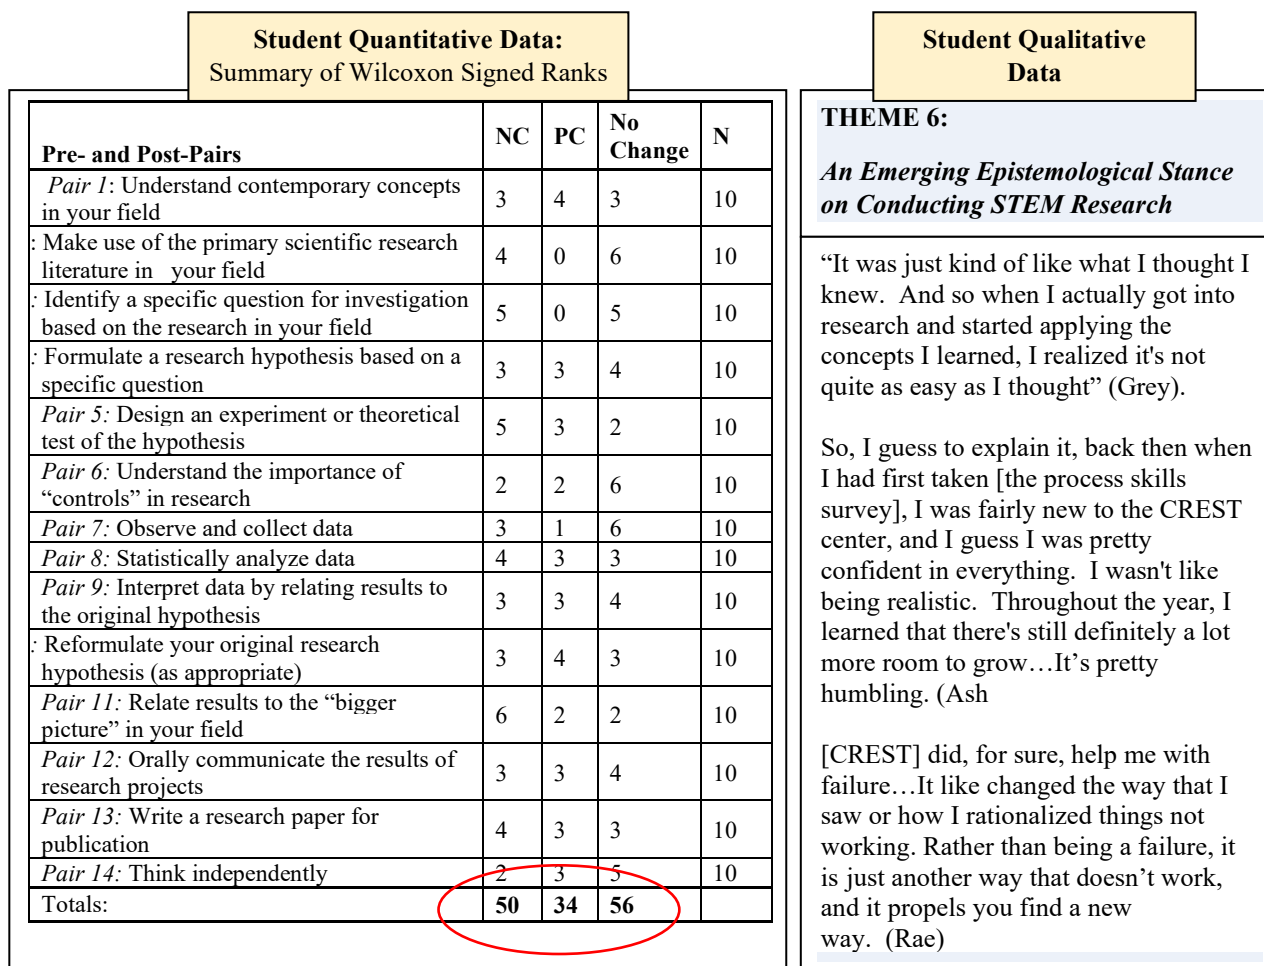 Student Quantitative Data:
Summary of Wilcoxon Signed Ranks
Pre- and Post-Pairs NC PC No Change N
Pair 1: Understand contemporary concepts
in your field 3 4 3 10
: Make use of the primary scientific research
literature in your field 4 0 6 10
: Identify a specific question for investigation
based on the research in your field 5 0 5 10
: Formulate a research hypothesis based on a
specific question 3 3 4 10
Pair 5: Design an experiment or theoretical
test of the hypothesis 5 3 2 10
Pair 6: Understand the importance of
“controls” in research 2 2 6 10
Pair 7: Observe and collect data 3 1 6 10
Pair 8: Statistically analyze data 4 3 3 10
Pair 9: Interpret data by relating results to
the original hypothesis 3 3 4 10
: Reformulate your original research
hypothesis (as appropriate) 3 4 3 10
Pair 11: Relate results to the “bigger
picture” in your field 6 2 2 10
Pair 12: Orally communicate the results of
research projects 3 3 4 10
Pair 13: Write a research paper for
publication 4 3 3 10
Pair 14: Think independently 2 3 5 10
Totals: 50 34 56
Student Qualitative
Data
THEME 6:
An Emerging Epistemological Stance
on Conducting STEM Research
“It was just kind of like what I thought I
knew. And so when I actually got into
research and started applying the
concepts I learned, I realized it's not
quite as easy as I thought” (Grey).
So, I guess to explain it, back then when
I had first taken [the process skills
survey], I was fairly new to the CREST
center, and I guess I was pretty
confident in everything. I wasn't like
being realistic. Throughout the year, I
learned that there's still definitely a lot
more room to grow…It’s pretty
humbling. (Ash
[CREST] did, for sure, help me with
failure…It like changed the way that I
saw or how I rationalized things not
working. Rather than being a failure, it
is just another way that doesn’t work,
and it propels you find a new
way. (Rae)